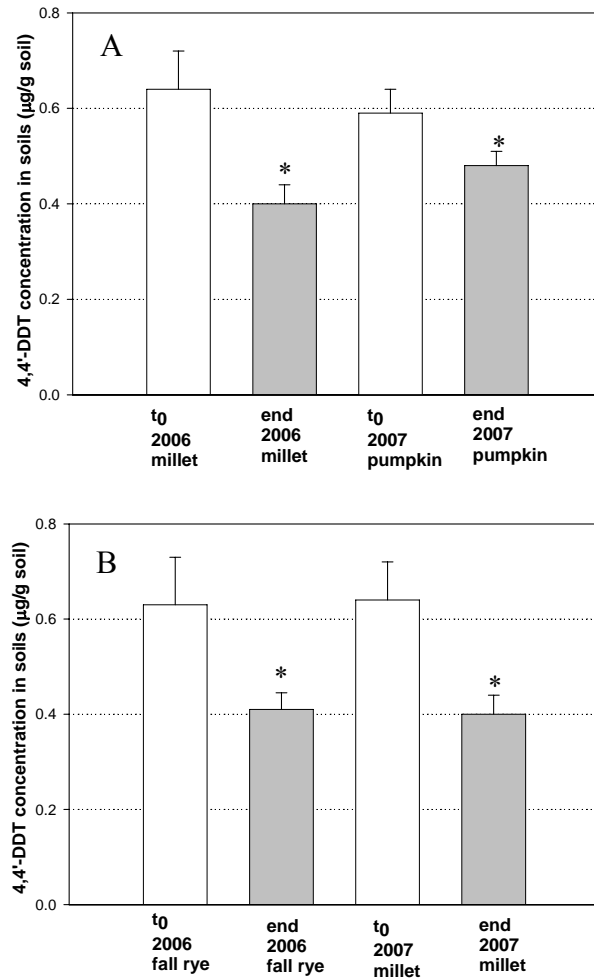 0.8
A
0.6
*
*
0.4
0.2
0.0
4,4'-DDT concentration in soils (µg/g soil)
t0 end t0 end
2006 2006 2007 2007
millet millet pumpkin pumpkin
0.8
B
0.6
*
*
0.4
0.2
0.0
4,4'-DDT concentration in soils (µg/g soil)
t0 end t0 end
2006 2006 2007 2007
fall rye fall rye millet millet